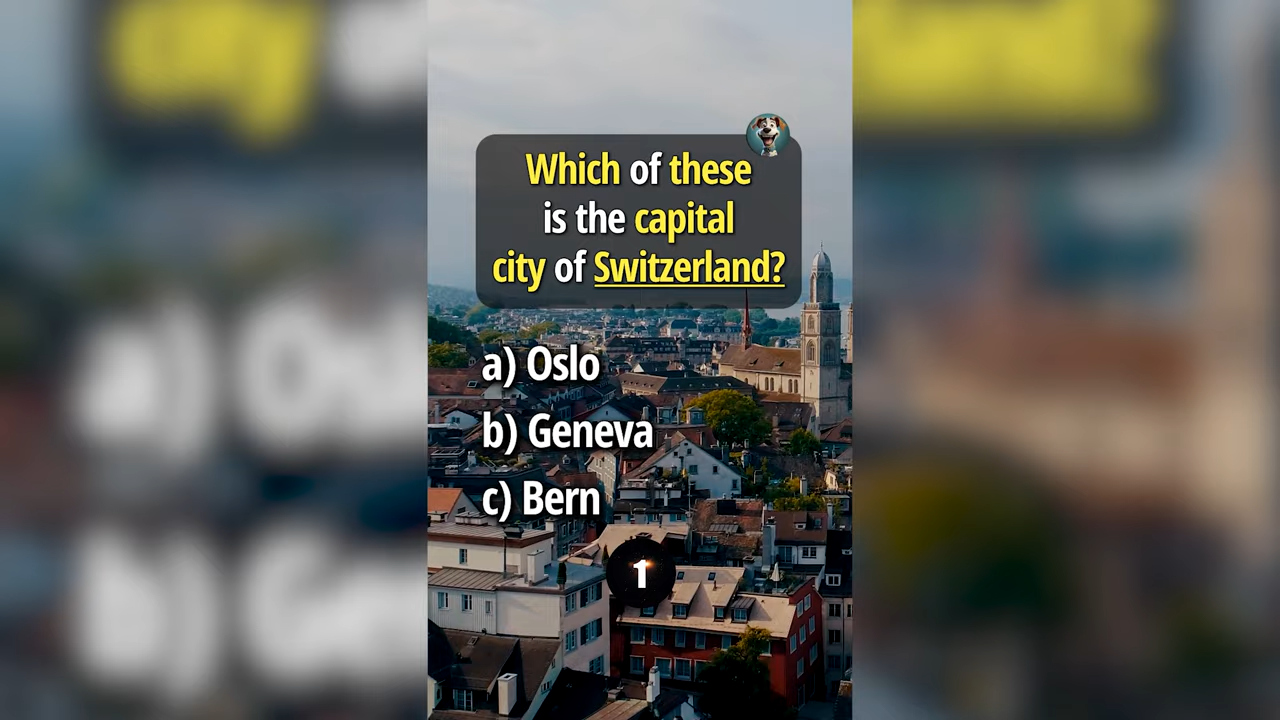 Which of these
is the capital
city of Switzerland?
a) Oslo
b) Geneva
c) Bern
1